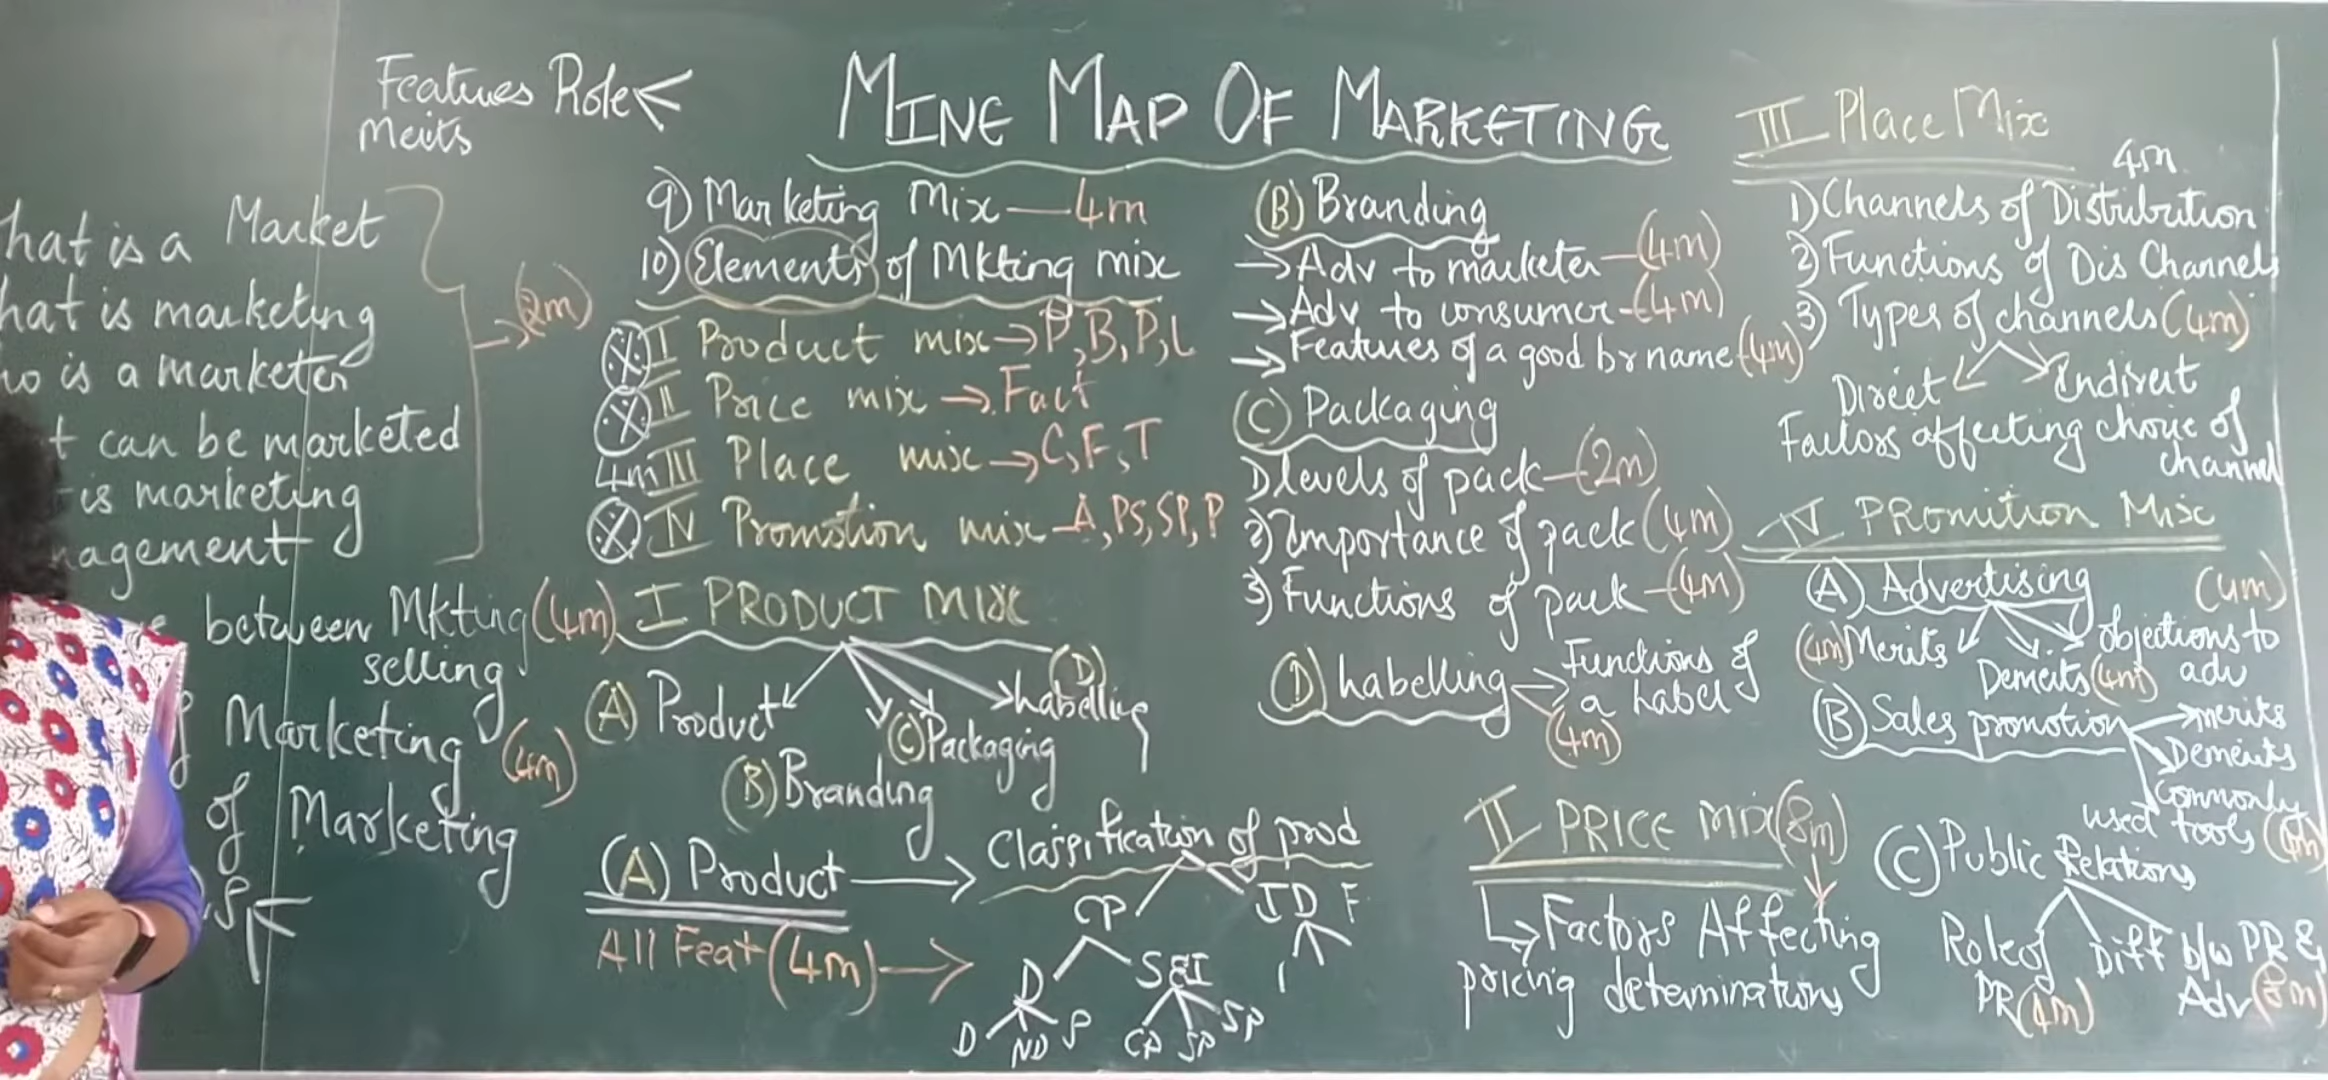 MINE MAP OF MARKETING
Features Role
Merits
hat is a Market
hat is marketing
ho is a marketer
t can be marketed
is marketing
nagement
(2m)
between Mkting (4m)
selling
f Marketing
(4m)
of Marketing
9) Marketing Mix — 4m
10) Elements of Mkting mix
I Product mix → P, B, P, L
II Price mix → Fact
4m III Place mix → C, F, T
IV Promotion mix - A, PS, SP, P
I PRODUCT MIX
(A) Product
(B) Branding
(C) Packaging
(D) Labelling
(A) Product → Classification of prod
All Feat (4m) →
CP
I D F
D
S E I
D ND P
CP SP SP
I
(B) Branding
→ Adv to marketer — (4m)
→ Adv to consumer - (4m)
→ Features of a good br name (4m)
(C) Packaging
1) levels of pack — (2m)
2) Importance of pack (4m)
3) Functions of pack - (4m)
(D) Labelling → Functions of
a Label
(4m)
II PRICE MIX (8m)
Factors Affecting
pricing determinations
III Place Mix
4m
1) Channels of Distribution
2) Functions of Dis Channels
3) Types of channels (4m)
Direct Indirect
Factors affecting choice of
channel
IV PROMITION MIX
(A) Advertising (4m)
(4m) Merits
Demerits (4m)
objections to
adv
(B) Sales promotion
merits
Demerits
Commonly
used tools (4m)
(C) Public Relations
Role of
PR (4m)
Diff b/w PR &
Adv (8m)